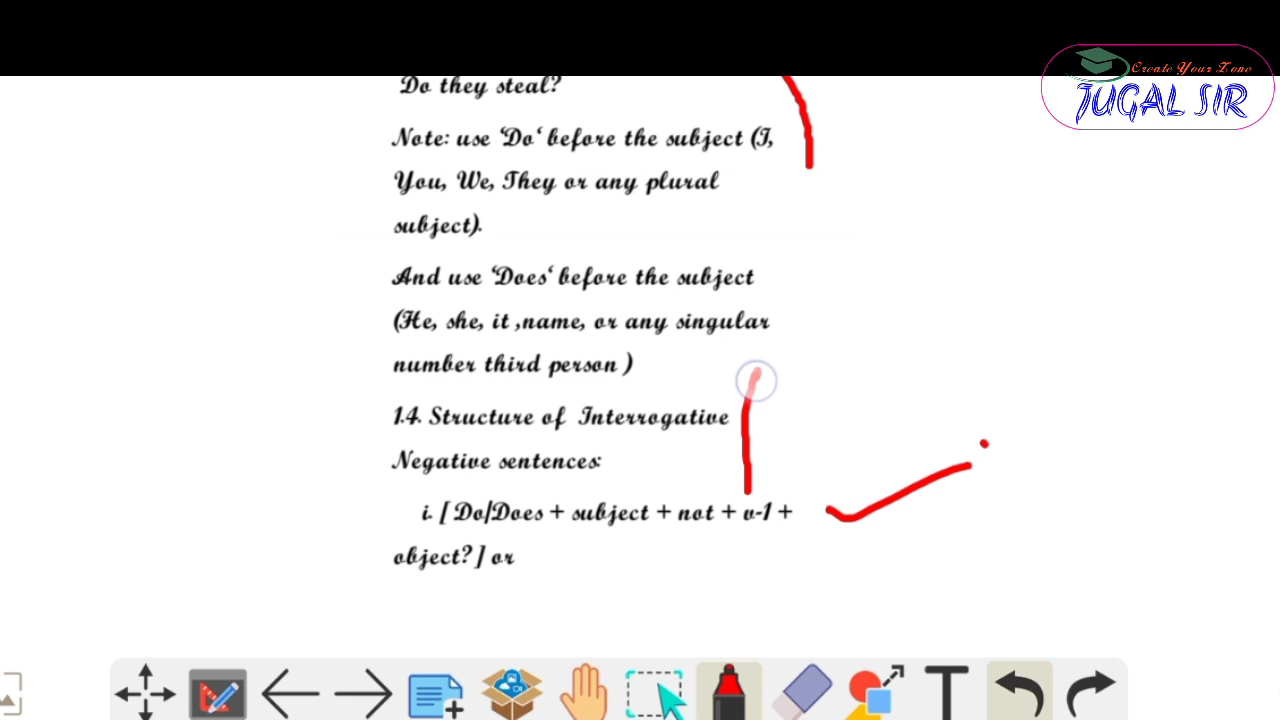 Create Your Zone
JUGAL SIR
Do they steal?
Note: use 'Do' before the subject (I,
You, We, They or any plural
subject).
And use 'Does' before the subject
(He, she, it ,name, or any singular
number third person )
1.4. Structure of Interrogative
Negative sentences:
i. [ Do/Does + subject + not + v-1 +
object? ] or
T